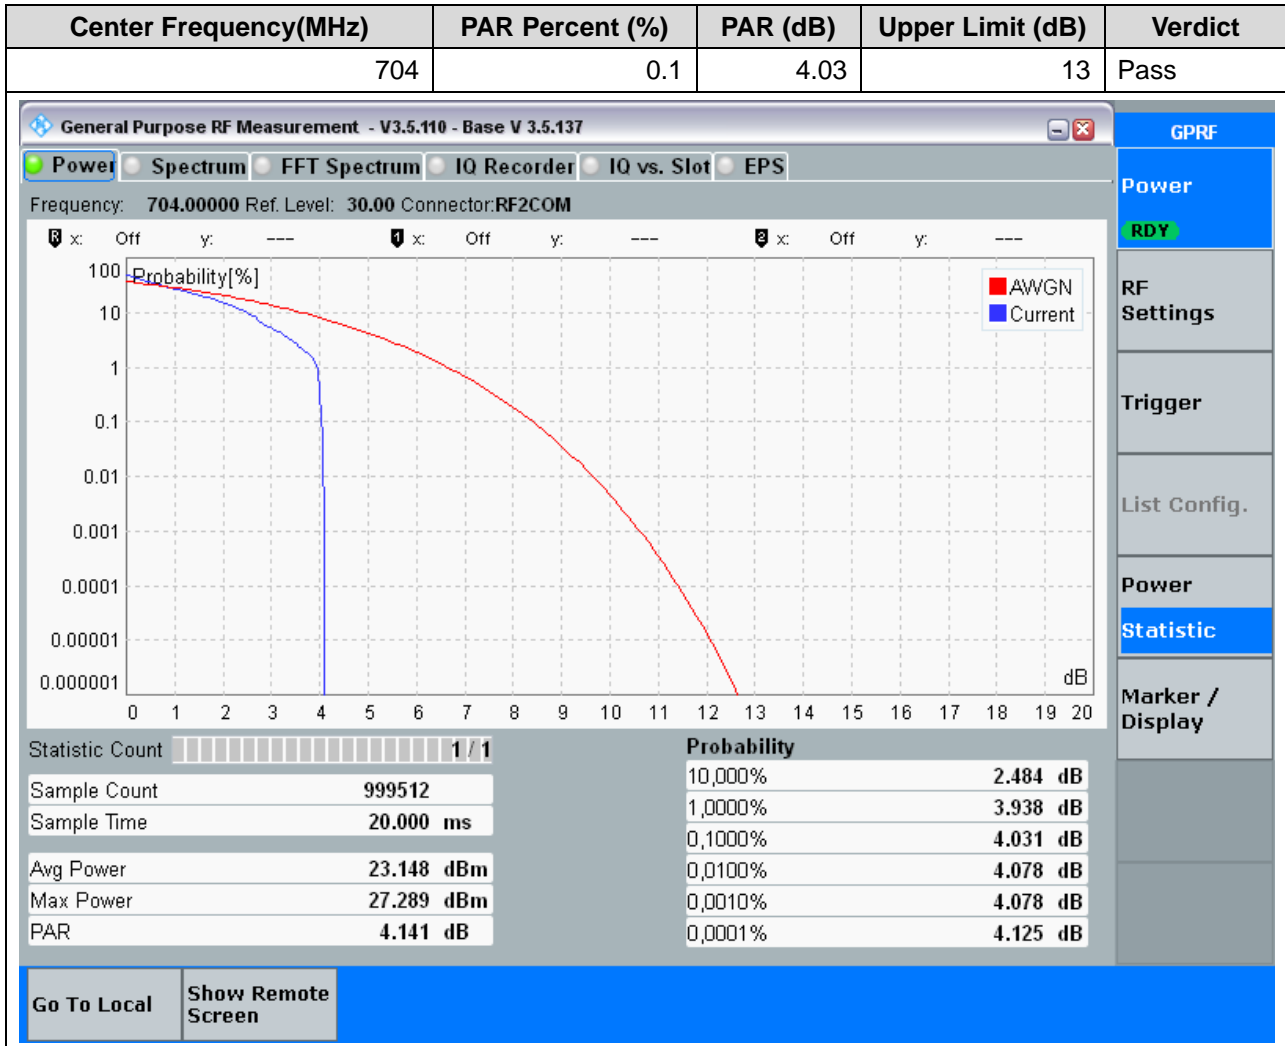 Center Frequency(MHz) PAR Percent (%) PAR (dB) Upper Limit (dB) Verdict
704 0.1 4.03 13 Pass
General Purpose RF Measurement - V3.5.110 - Base V 3.5.137
GPRF
Power Spectrum FFT Spectrum IQ Recorder IQ vs. Slot EPS
Frequency: 704.00000 Ref. Level: 30.00 Connector:RF2COM
R x: Off y: --- 1 x: Off y: --- 2 x: Off y: ---
Probability[%]
AWGN
Current
100
10
1
0.1
0.01
0.001
0.0001
0.00001
0.000001
dB
0 1 2 3 4 5 6 7 8 9 10 11 12 13 14 15 16 17 18 19 20
Power
RDY
RF
Settings
Trigger
List Config.
Power
Statistic
Marker /
Display
Statistic Count 1 / 1
Sample Count 999512
Sample Time 20.000 ms
Avg Power 23.148 dBm
Max Power 27.289 dBm
PAR 4.141 dB
Probability
10,000% 2.484 dB
1,0000% 3.938 dB
0,1000% 4.031 dB
0,0100% 4.078 dB
0,0010% 4.078 dB
0,0001% 4.125 dB
Go To Local
Show Remote
Screen